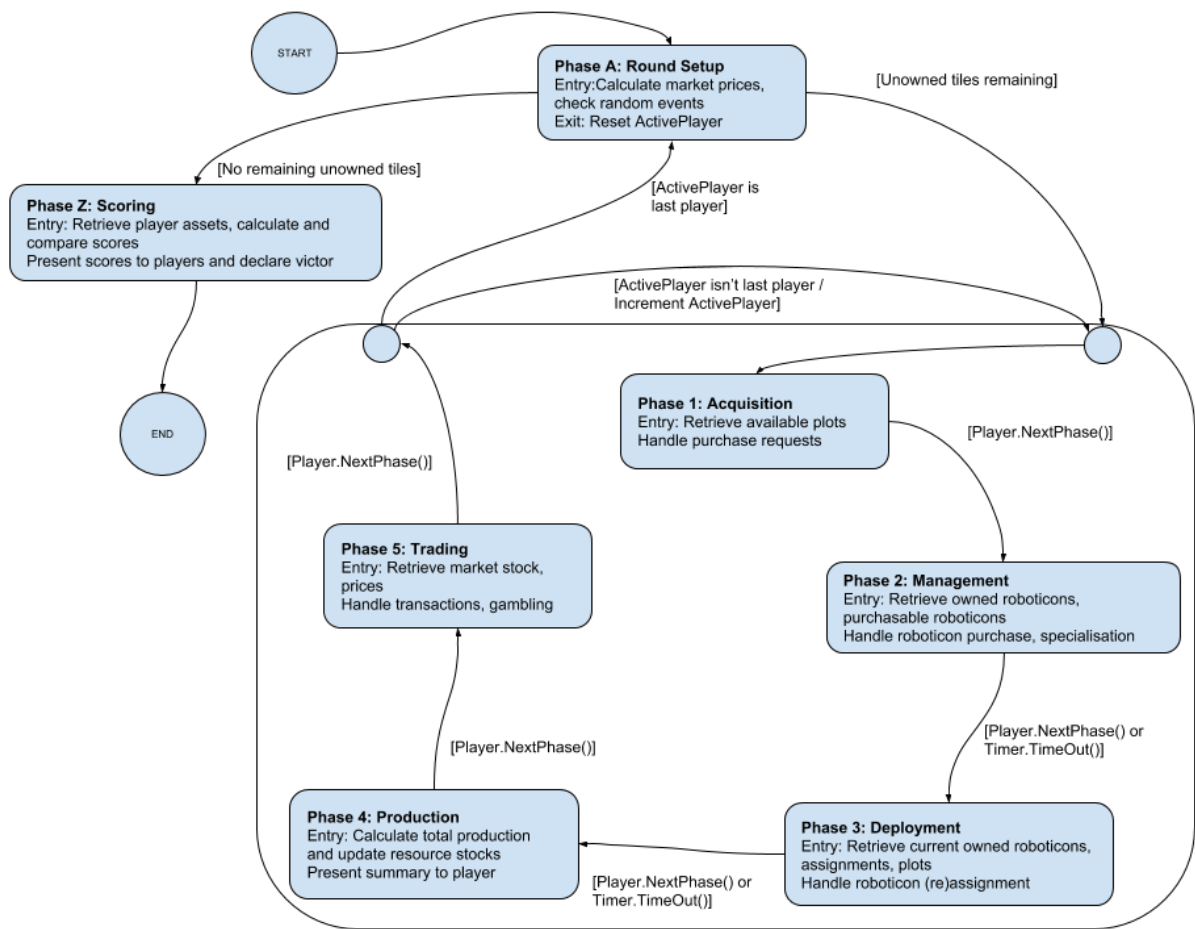 START
Phase A: Round Setup
Entry:Calculate market prices,
check random events
Exit: Reset ActivePlayer
[Unowned tiles remaining]
[No remaining unowned tiles]
Phase Z: Scoring
Entry: Retrieve player assets, calculate and
compare scores
Present scores to players and declare victor
[ActivePlayer is
last player]
[ActivePlayer isn't last player /
Increment ActivePlayer]
END
Phase 1: Acquisition
Entry: Retrieve available plots
Handle purchase requests
[Player.NextPhase()]
[Player.NextPhase()]
Phase 5: Trading
Entry: Retrieve market stock,
prices
Handle transactions, gambling
Phase 2: Management
Entry: Retrieve owned roboticons,
purchasable roboticons
Handle roboticon purchase, specialisation
[Player.NextPhase()]
[Player.NextPhase() or
Timer.TimeOut()]
Phase 4: Production
Entry: Calculate total production
and update resource stocks
Present summary to player
[Player.NextPhase() or
Timer.TimeOut()]
Phase 3: Deployment
Entry: Retrieve current owned roboticons,
assignments, plots
Handle roboticon (re)assignment